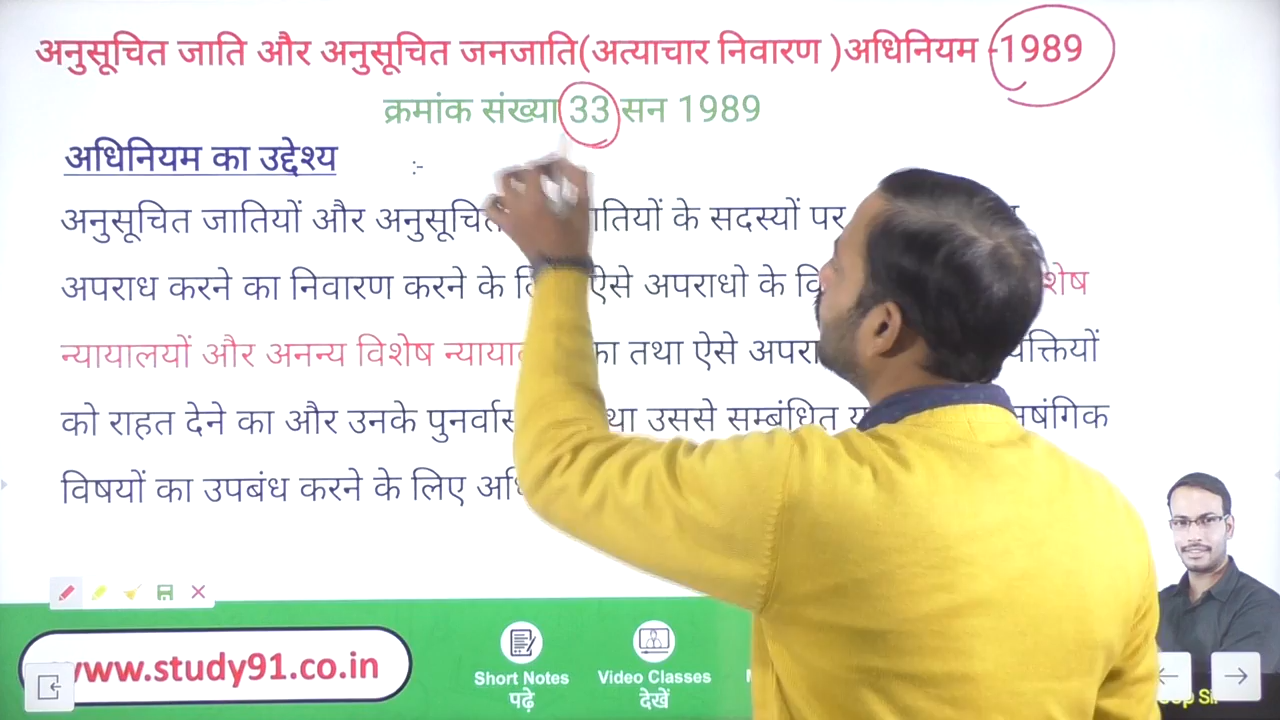 अनुसूचित जाति और अनुसूचित जनजाति(अत्याचार निवारण )अधिनियम -1989
क्रमांक संख्या 33 सन 1989
अधिनियम का उद्देश्य :-
अनुसूचित जातियों और अनुसूचित तियों के सदस्यों पर
अपराध करने का निवारण करने के ऐसे अपराधो के शेष
न्यायालयों और अनन्य विशेष न्याया का तथा ऐसे अपरा क्तियों
को राहत देने का और उनके पुनर्वास था उससे सम्बंधित नषंगिक
विषयों का उपबंध करने के लिए अधि
www.study91.co.in
Short Notes
पढ़े
Video Classes
देखें